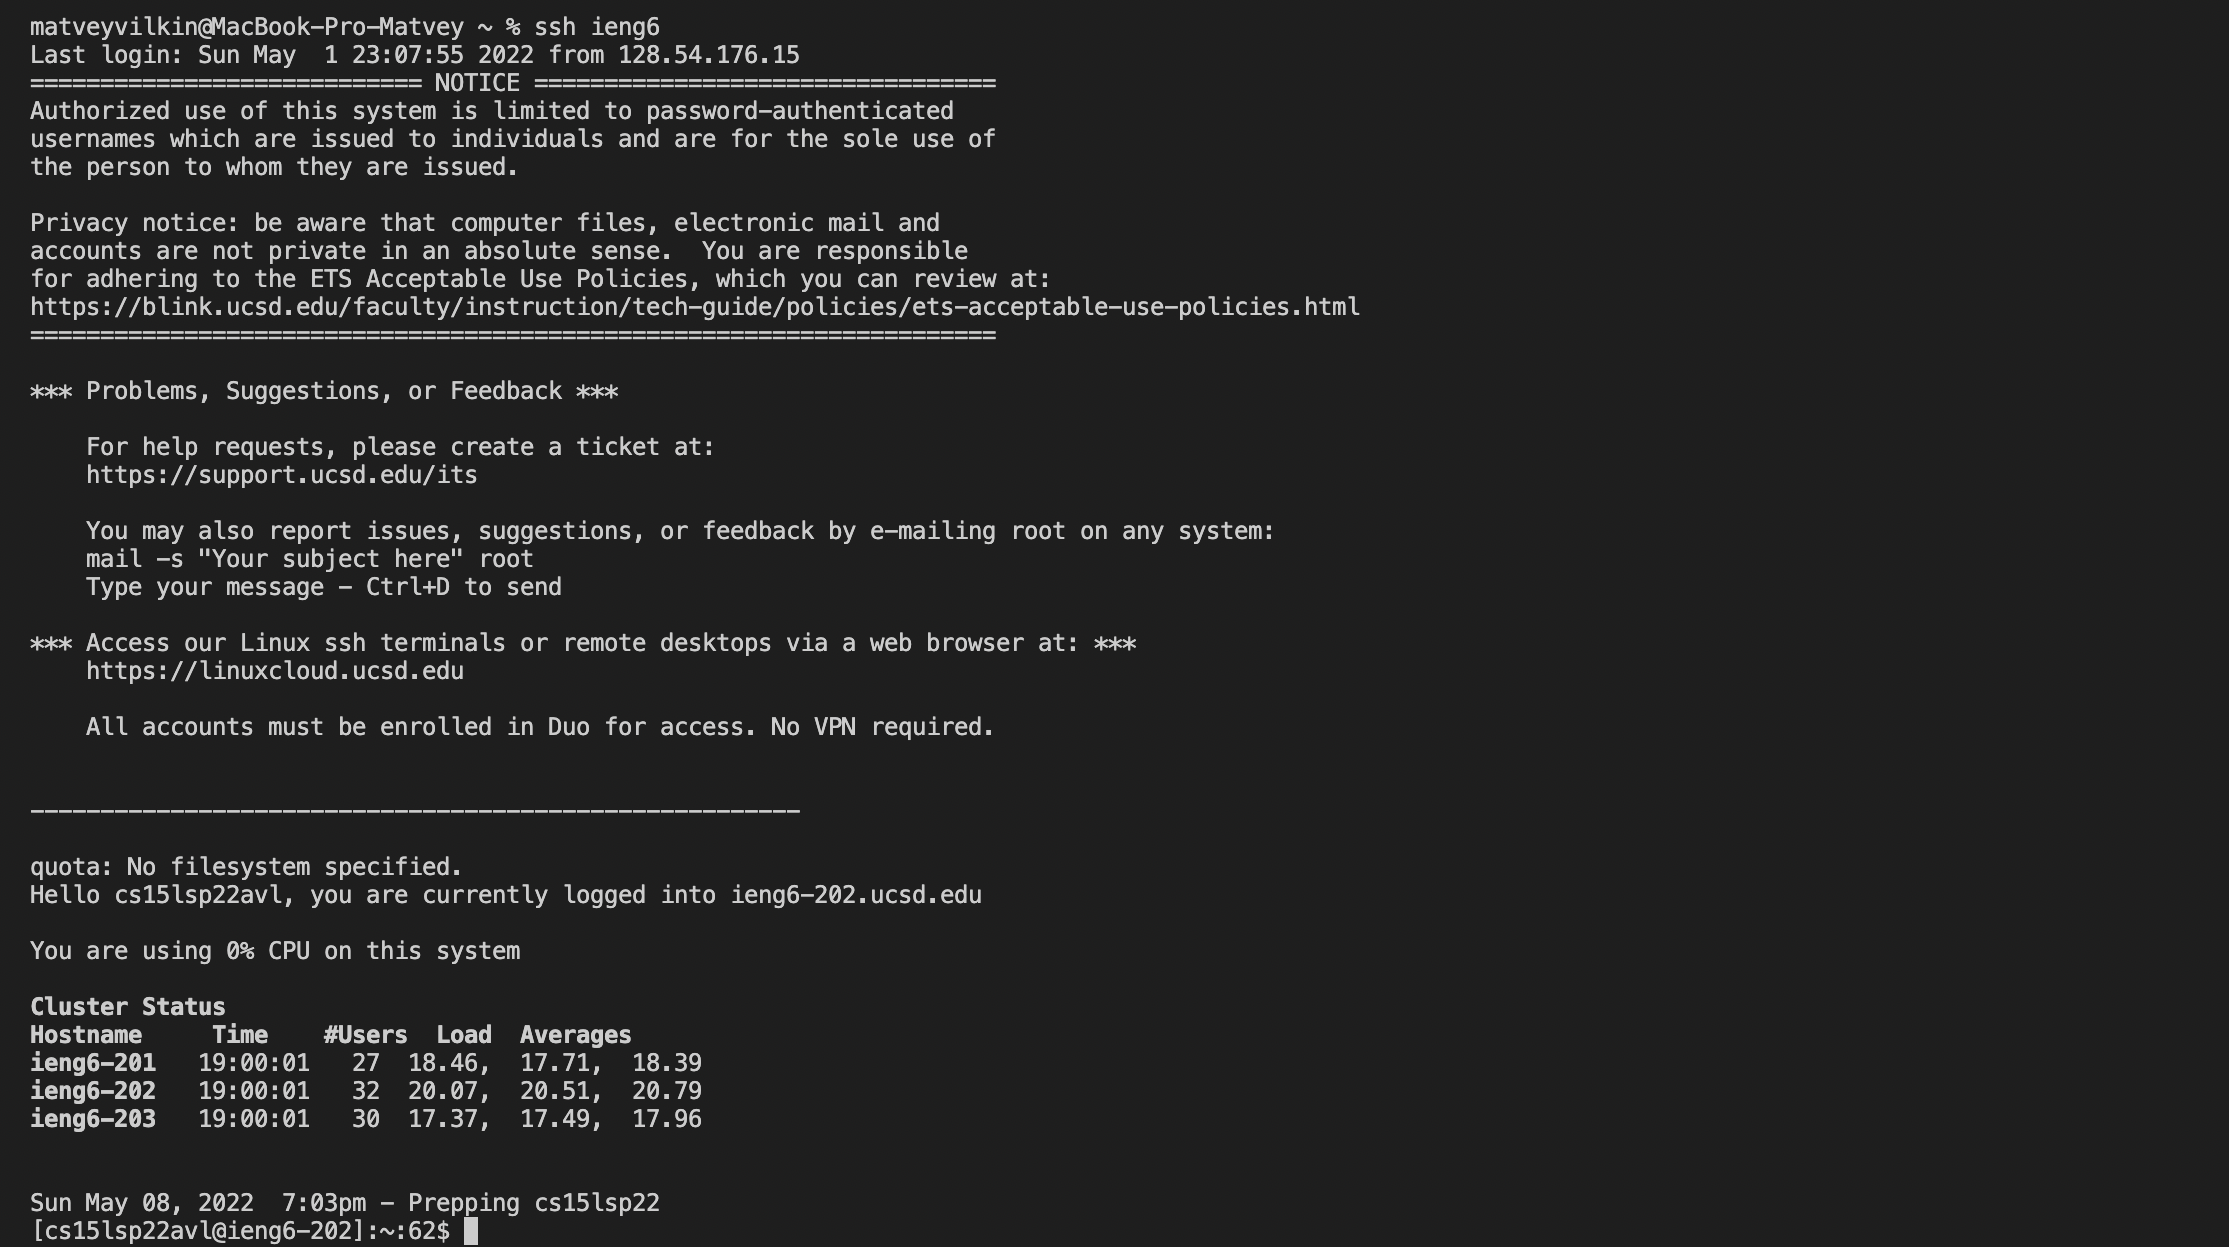 matveyvilkin@MacBook-Pro-Matvey ~ % ssh ieng6
Last login: Sun May  1 23:07:55 2022 from 128.54.176.15
============================ NOTICE =================================
Authorized use of this system is limited to password-authenticated
usernames which are issued to individuals and are for the sole use of
the person to whom they are issued.

Privacy notice: be aware that computer files, electronic mail and
accounts are not private in an absolute sense.  You are responsible
for adhering to the ETS Acceptable Use Policies, which you can review at:
https://blink.ucsd.edu/faculty/instruction/tech-guide/policies/ets-acceptable-use-policies.html
=====================================================================

*** Problems, Suggestions, or Feedback ***

    For help requests, please create a ticket at:
    https://support.ucsd.edu/its

    You may also report issues, suggestions, or feedback by e-mailing root on any system:
    mail -s "Your subject here" root
    Type your message - Ctrl+D to send

*** Access our Linux ssh terminals or remote desktops via a web browser at: ***
    https://linuxcloud.ucsd.edu

    All accounts must be enrolled in Duo for access. No VPN required.


-------------------------------------------------------

quota: No filesystem specified.
Hello cs15lsp22avl, you are currently logged into ieng6-202.ucsd.edu

You are using 0% CPU on this system

Cluster Status
Hostname     Time    #Users  Load  Averages
ieng6-201   19:00:01   27  18.46,  17.71,  18.39
ieng6-202   19:00:01   32  20.07,  20.51,  20.79
ieng6-203   19:00:01   30  17.37,  17.49,  17.96


Sun May 08, 2022  7:03pm - Prepping cs15lsp22
[cs15lsp22avl@ieng6-202]:~:62$